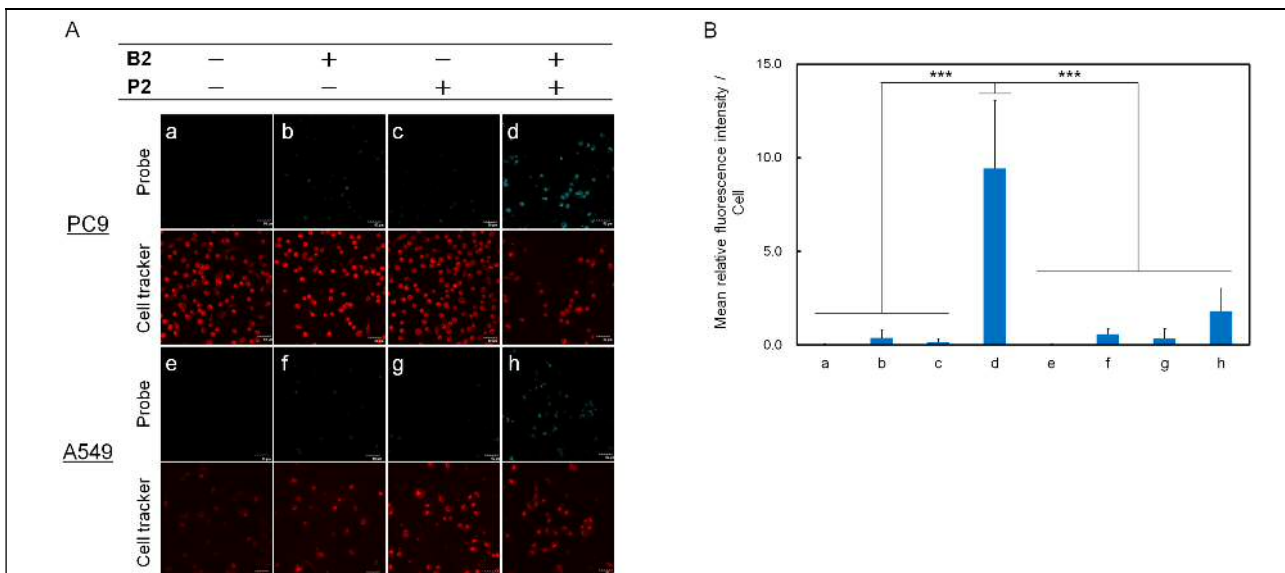 A
B2 − + − +
P2 − − + +
a b c d
Probe
PC9
Cell tracker
e f g h
Probe
A549
Cell tracker
B
15.0
10.0
5.0
0.0
Mean relative fluorescence intensity /
Cell
*** ***
a b c d e f g h